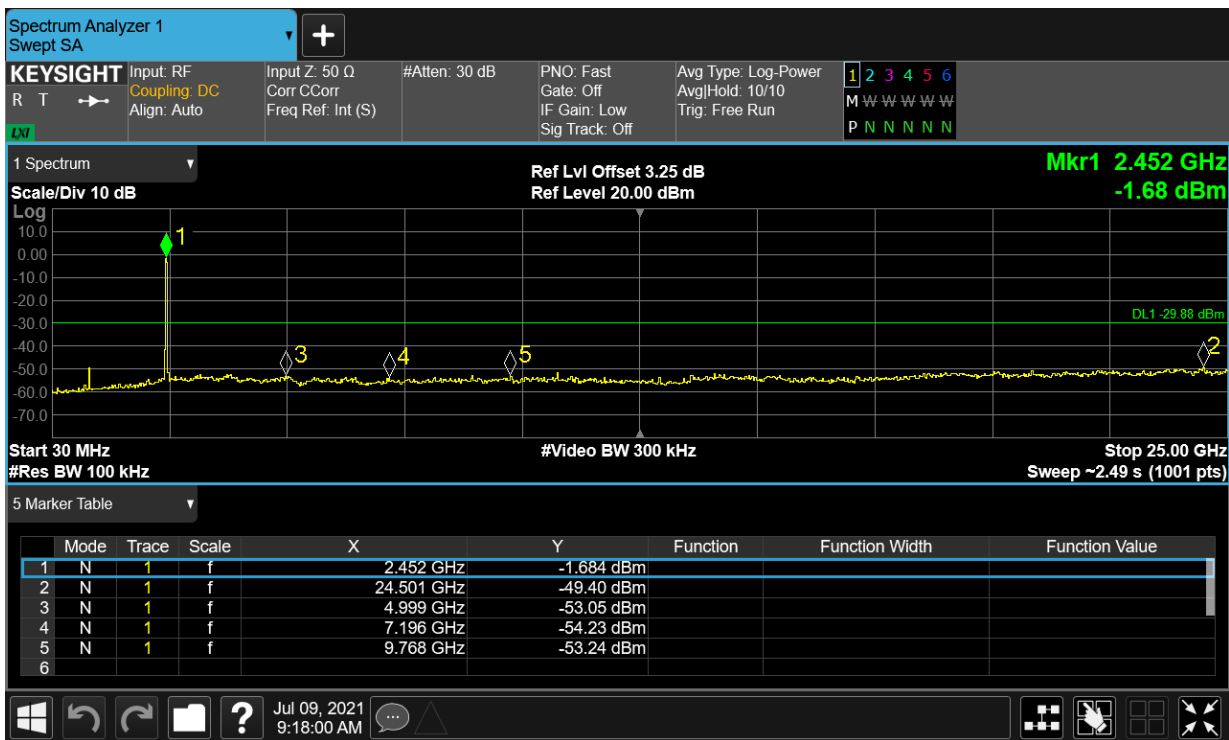 Spectrum Analyzer 1
Swept SA
+
KEYSIGHT
R T
LXI
Input: RF
Coupling: DC
Align: Auto
Input Z: 50 Ω
Corr CCorr
Freq Ref: Int (S)
#Atten: 30 dB
PNO: Fast
Gate: Off
IF Gain: Low
Sig Track: Off
Avg Type: Log-Power
Avg|Hold: 10/10
Trig: Free Run
1 2 3 4 5 6
M W W W W W
P N N N N N
1 Spectrum
Ref Lvl Offset 3.25 dB
Mkr1 2.452 GHz
Scale/Div 10 dB
Ref Level 20.00 dBm
-1.68 dBm
Log
10.0
0.00
-10.0
-20.0
-30.0
-40.0
-50.0
-60.0
-70.0
1
DL1 -29.88 dBm
3
4
5
2
Start 30 MHz
#Video BW 300 kHz
Stop 25.00 GHz
#Res BW 100 kHz
Sweep ~2.49 s (1001 pts)
5 Marker Table
Mode Trace Scale X Y Function Function Width Function Value
1 N 1 f 2.452 GHz -1.684 dBm
2 N 1 f 24.501 GHz -49.40 dBm
3 N 1 f 4.999 GHz -53.05 dBm
4 N 1 f 7.196 GHz -54.23 dBm
5 N 1 f 9.768 GHz -53.24 dBm
6
?
Jul 09, 2021
9:18:00 AM